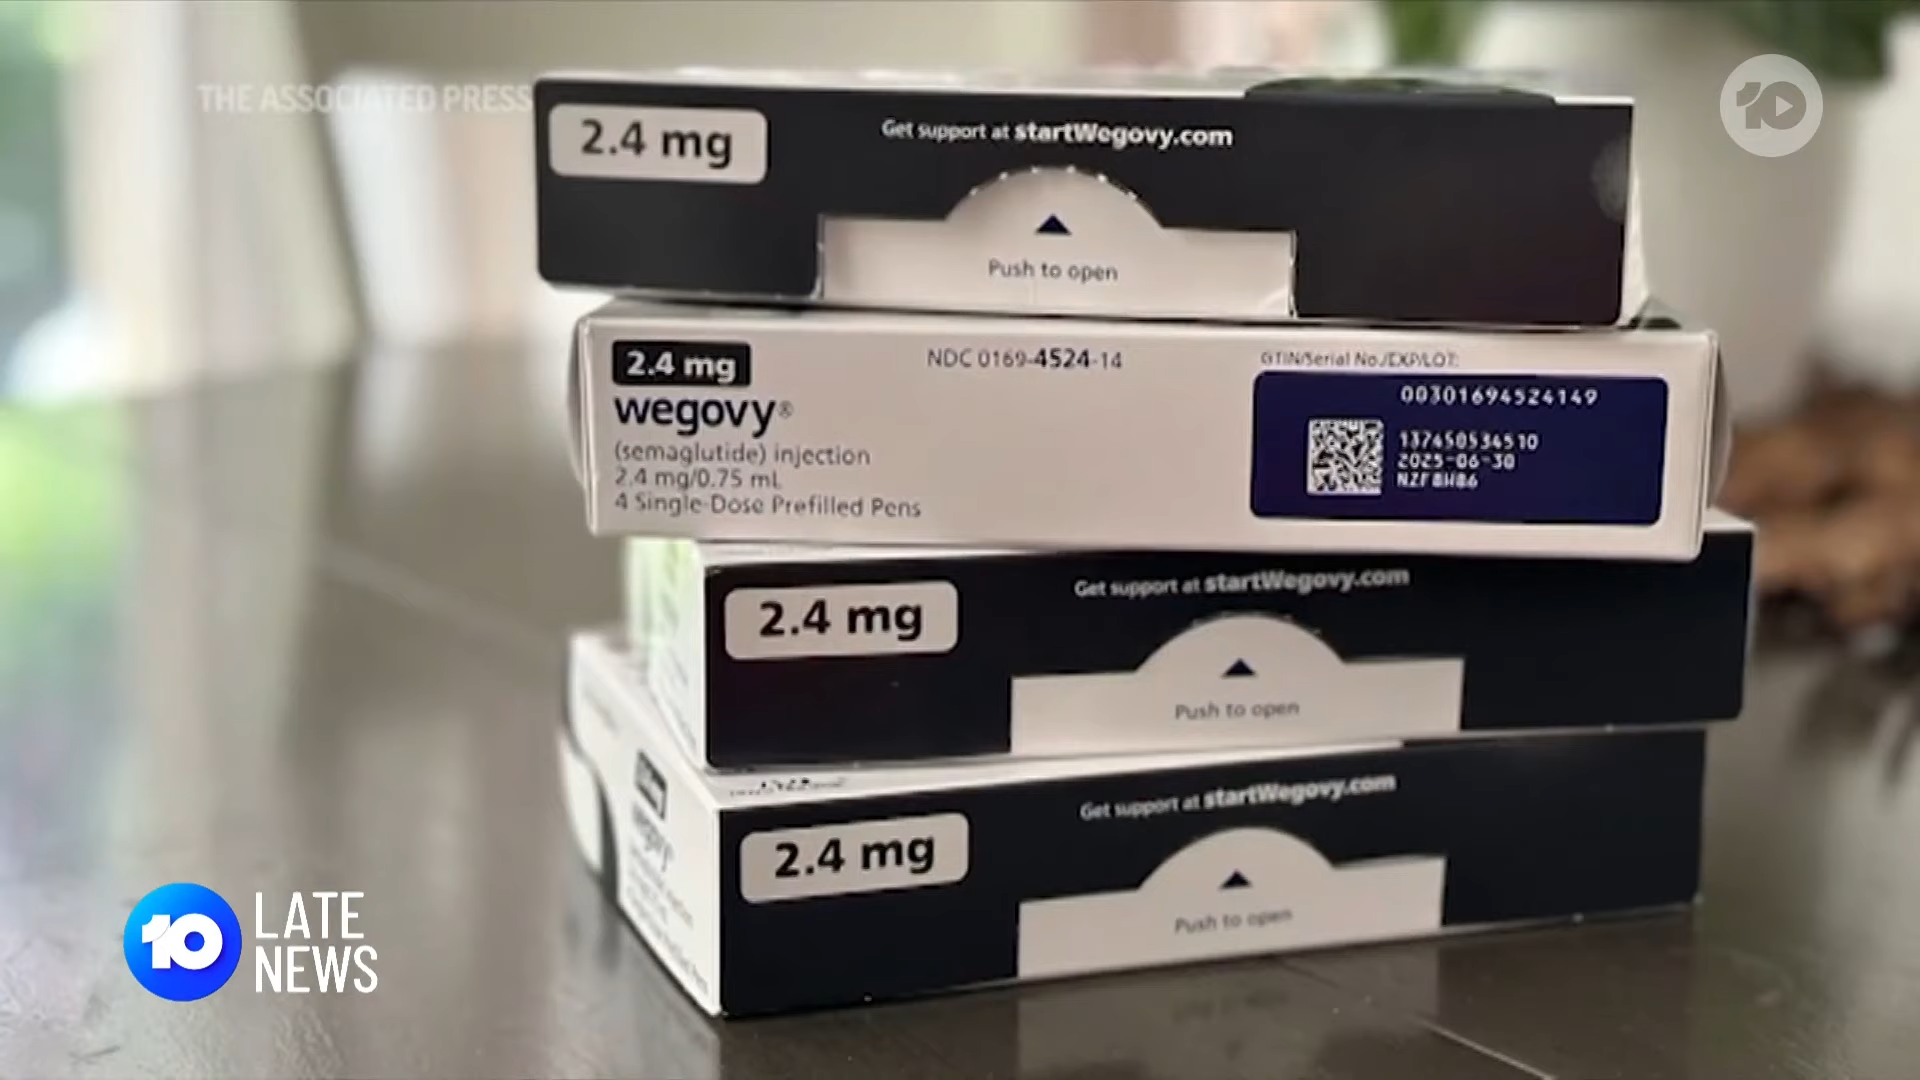 THE ASSOCIATED PRESS
10
2.4 mg
Get support at startWegovy.com
Push to open
2.4 mg
wegovy®
(semaglutide) injection
2.4 mg/0.75 mL
4 Single-Dose Prefilled Pens
NDC 0169-4524-14
GTIN/Serial No./EXP/LOT:
00301694524149
137450534510
2025-06-30
2.4 mg
Get support at startWegovy.com
Push to open
2.4 mg
Get support at startWegovy.com
Push to open
wegovy
10 LATE
NEWS